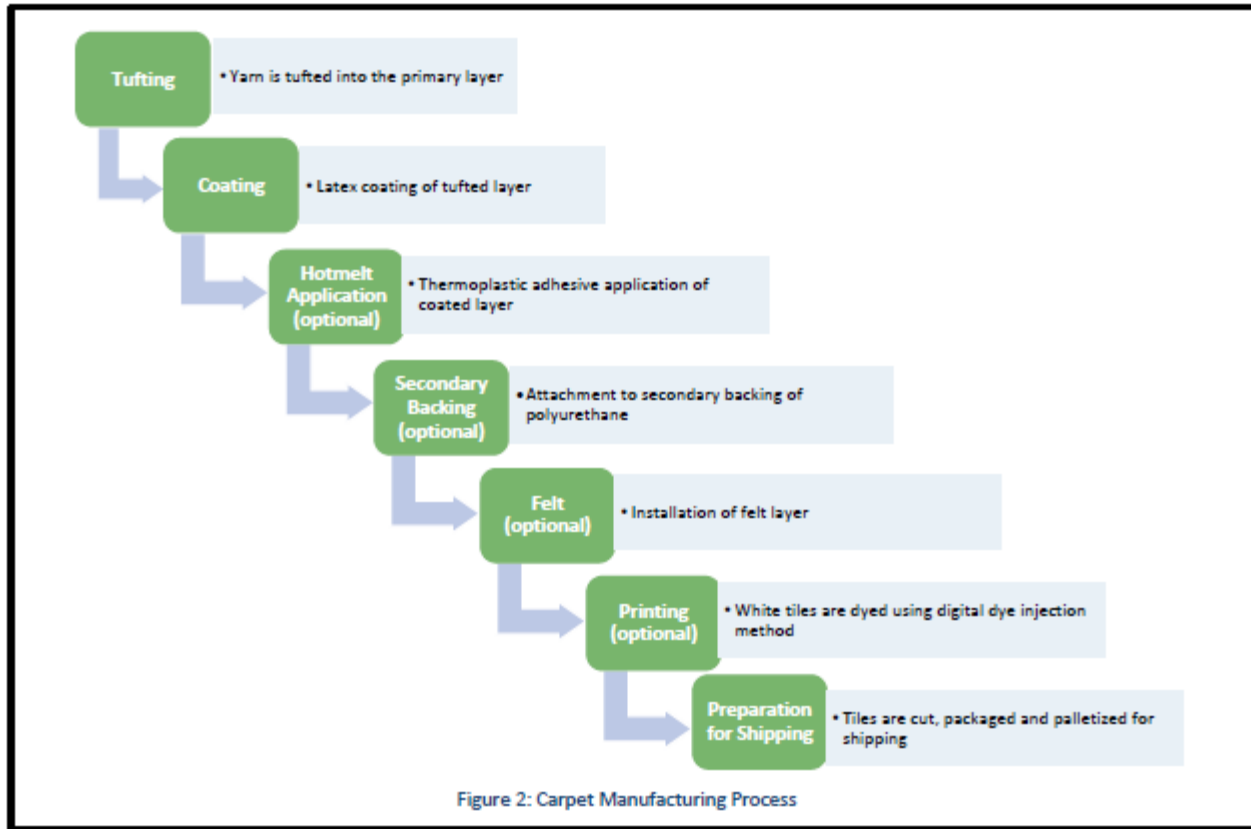 Tufting
• Yarn is tufted into the primary layer
Coating
• Latex coating of tufted layer
Hotmelt
Application
(optional)
• Thermoplastic adhesive application of
coated layer
Secondary
Backing
(optional)
• Attachment to secondary backing of
polyurethane
Felt
(optional)
• Installation of felt layer
Printing
(optional)
• White tiles are dyed using digital dye injection
method
Preparation
for Shipping
• Tiles are cut, packaged and palletized for
shipping
Figure 2: Carpet Manufacturing Process